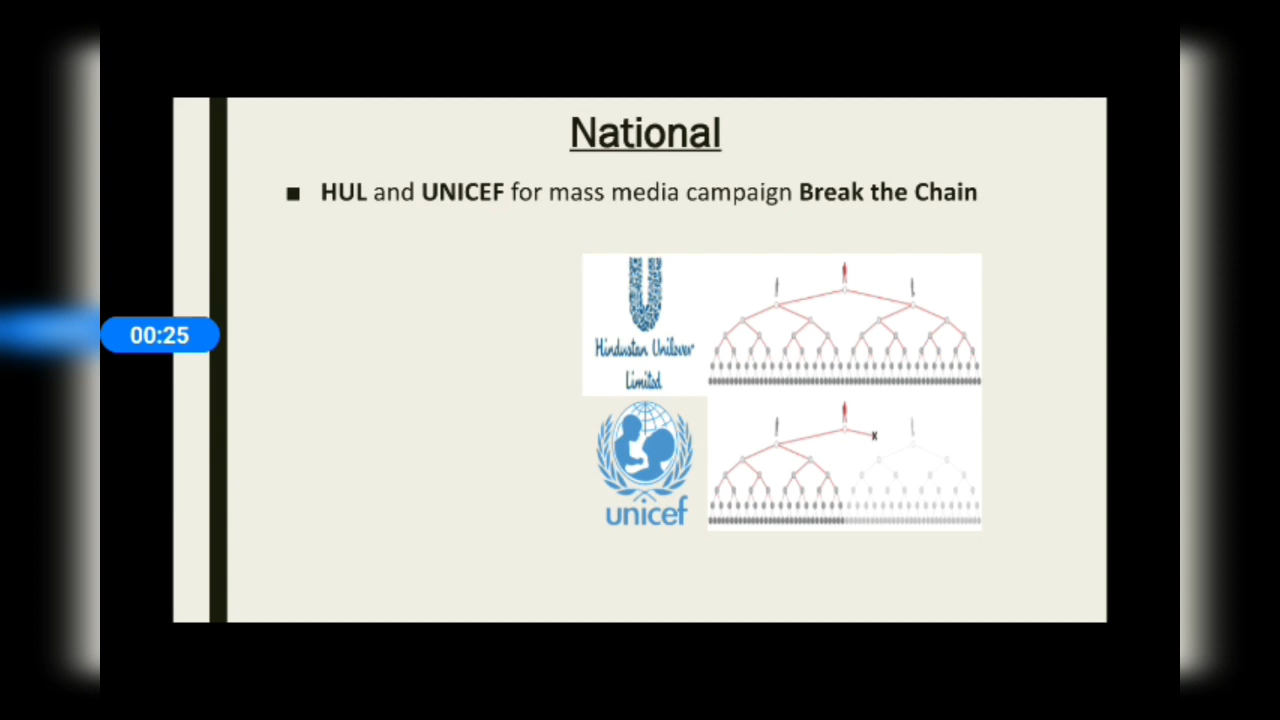 National
■ HUL and UNICEF for mass media campaign Break the Chain
Hindustan Unilever
Limited
00:25
unicef